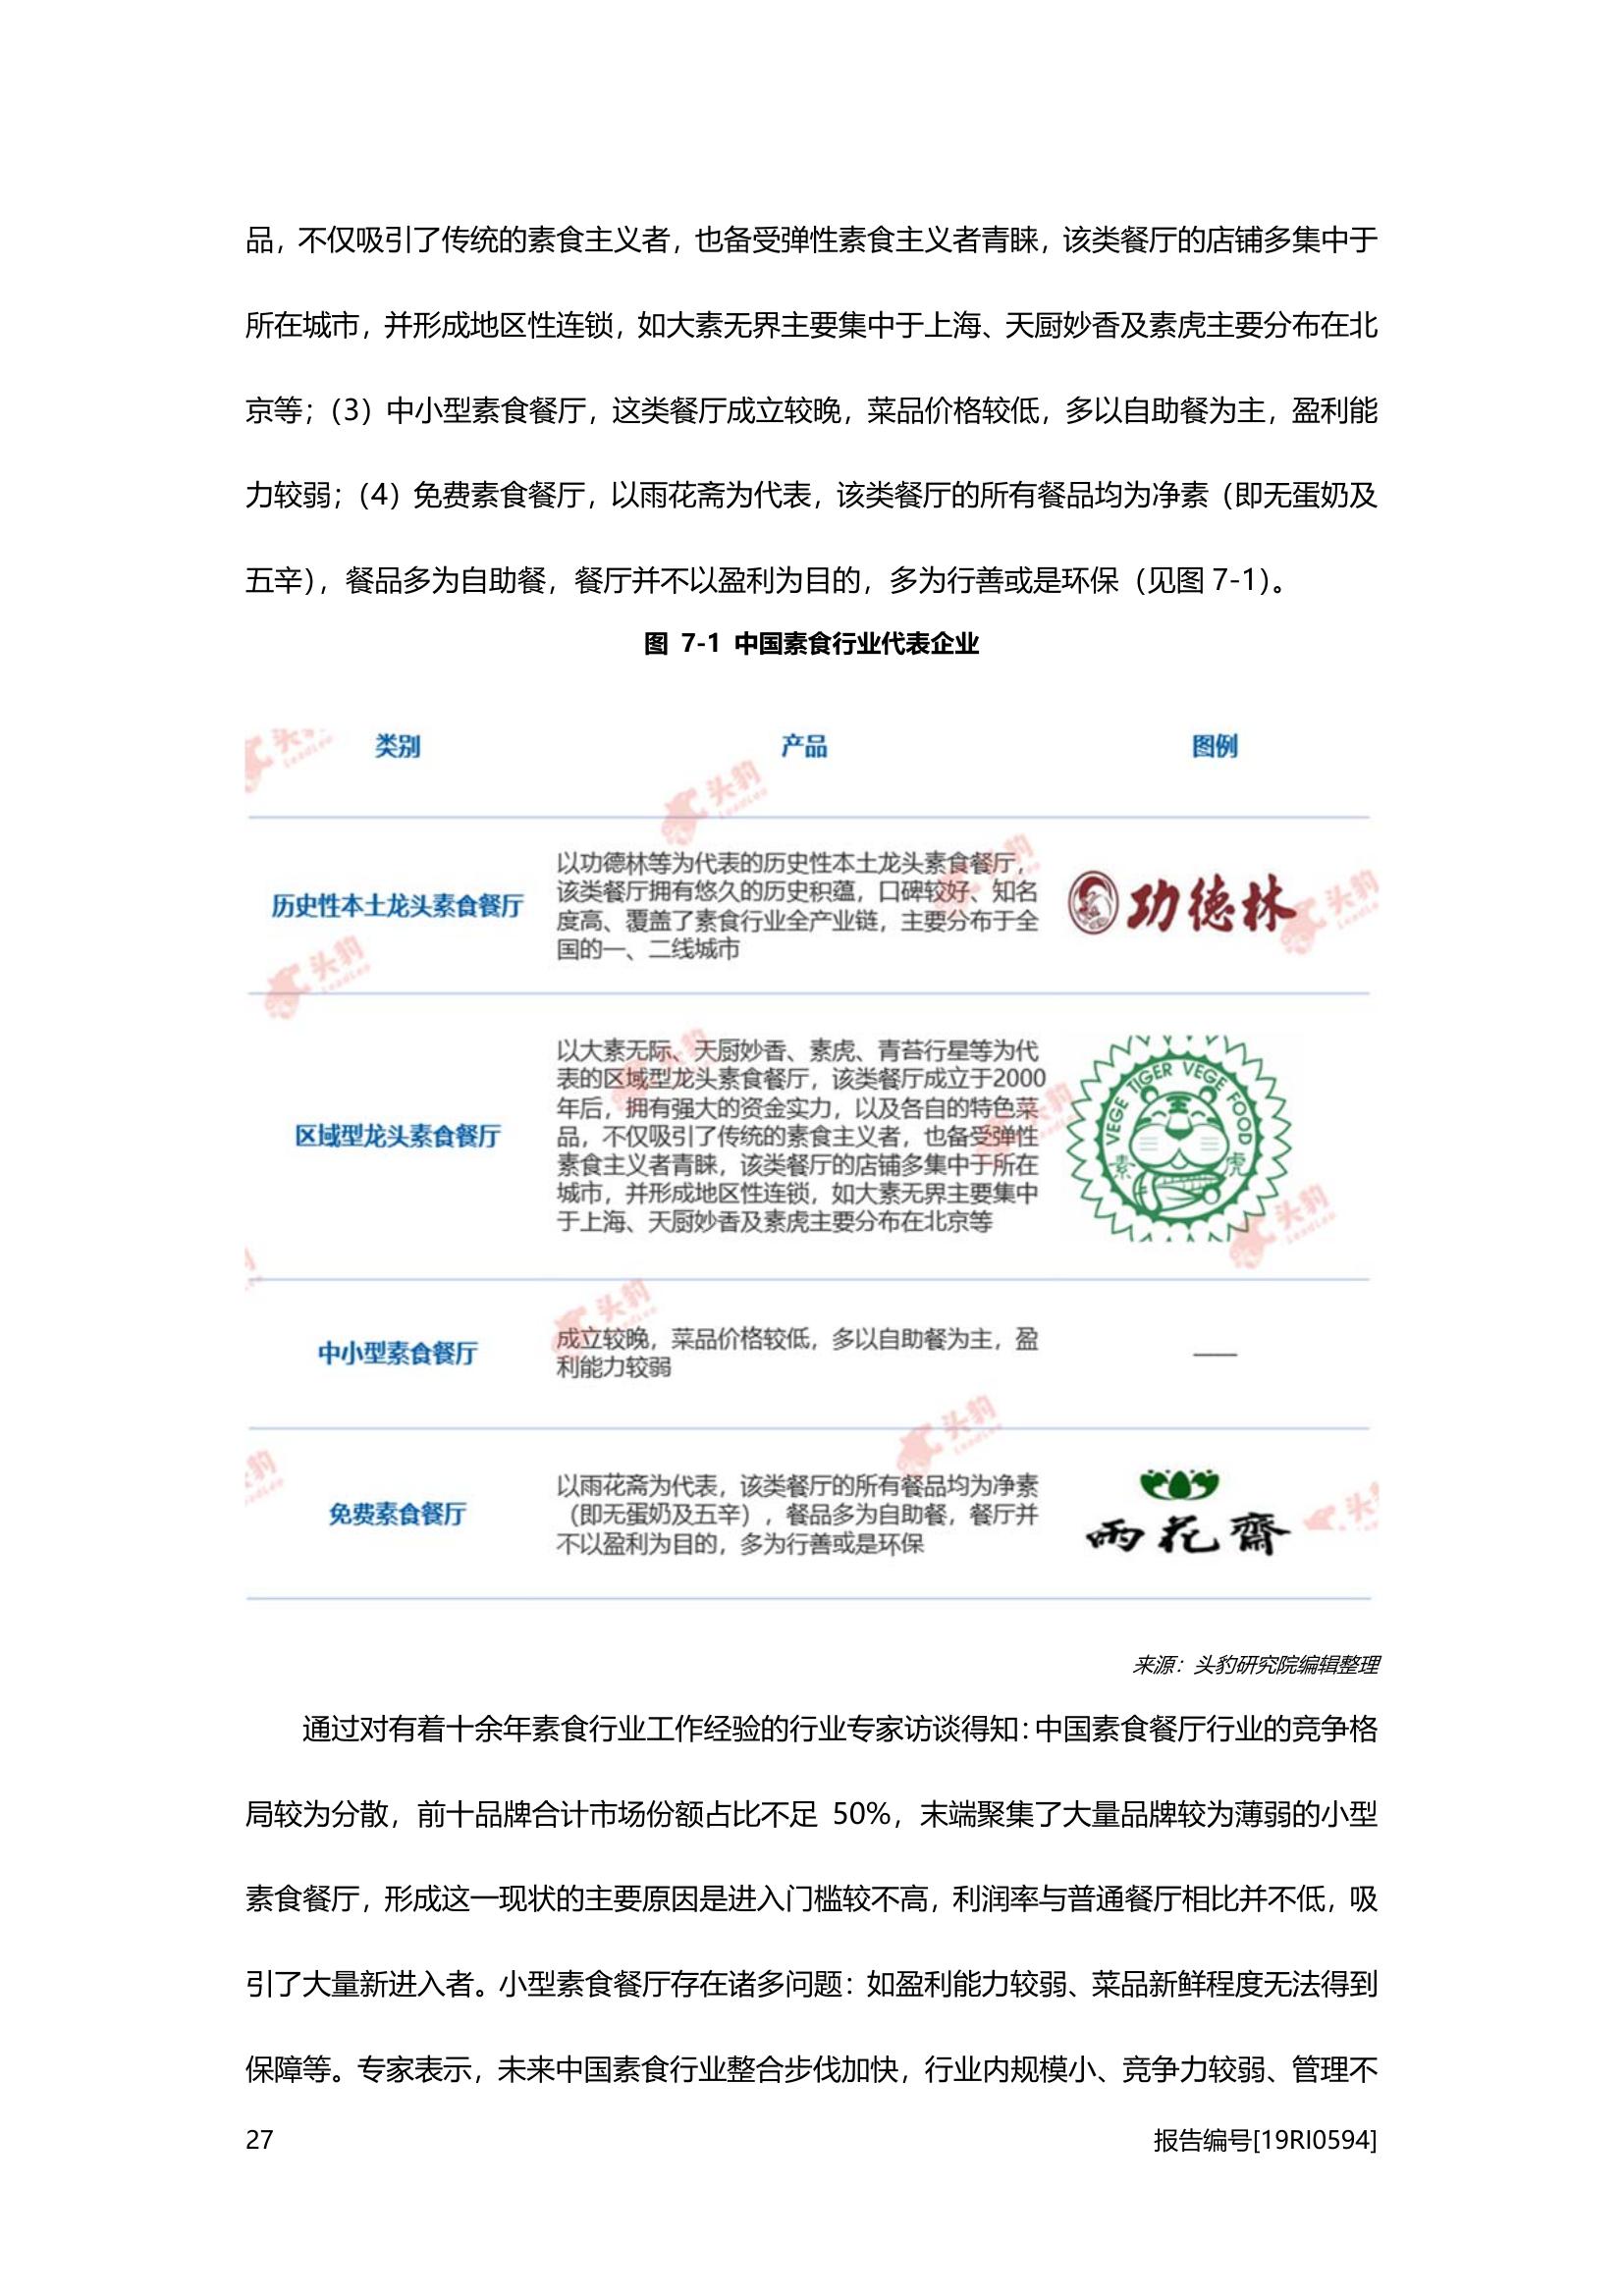 品，不仅吸引了传统的素食主义者，也备受弹性素食主义者青睐，该类餐厅的店铺多集中于
所在城市，并形成地区性连锁，如大素无界主要集中于上海、天厨妙香及素虎主要分布在北
京等；（3）中小型素食餐厅，这类餐厅成立较晚，菜品价格较低，多以自助餐为主，盈利能
力较弱；（4）免费素食餐厅，以雨花斋为代表，该类餐厅的所有餐品均为净素（即无蛋奶及
五辛），餐品多为自助餐，餐厅并不以盈利为目的，多为行善或是环保（见图 7-1）。
图 7-1 中国素食行业代表企业
类别 产品 图例
历史性本土龙头素食餐厅
以功德林等为代表的历史性本土龙头素食餐厅，
该类餐厅拥有悠久的历史积蕴，口碑较好、知名
度高、覆盖了素食行业全产业链，主要分布于全
国的一、二线城市
功德林
区域型龙头素食餐厅
以大素无际、天厨妙香、素虎、青苔行星等为代
表的区域型龙头素食餐厅，该类餐厅成立于2000
年后，拥有强大的资金实力，以及各自的特色菜
品，不仅吸引了传统的素食主义者，也备受弹性
素食主义者青睐，该类餐厅的店铺多集中于所在
城市，并形成地区性连锁，如大素无界主要集中
于上海、天厨妙香及素虎主要分布在北京等
VEGE TIGER VEGE FOOD
素 虎
中小型素食餐厅
成立较晚，菜品价格较低，多以自助餐为主，盈
利能力较弱
——
免费素食餐厅
以雨花斋为代表，该类餐厅的所有餐品均为净素
（即无蛋奶及五辛），餐品多为自助餐，餐厅并
不以盈利为目的，多为行善或是环保
雨花齋
头豹
LeadLeo
来源：头豹研究院编辑整理
通过对有着十余年素食行业工作经验的行业专家访谈得知：中国素食餐厅行业的竞争格
局较为分散，前十品牌合计市场份额占比不足 50%，末端聚集了大量品牌较为薄弱的小型
素食餐厅，形成这一现状的主要原因是进入门槛较不高，利润率与普通餐厅相比并不低，吸
引了大量新进入者。小型素食餐厅存在诸多问题：如盈利能力较弱、菜品新鲜程度无法得到
保障等。专家表示，未来中国素食行业整合步伐加快，行业内规模小、竞争力较弱、管理不
27 报告编号[19RI0594]